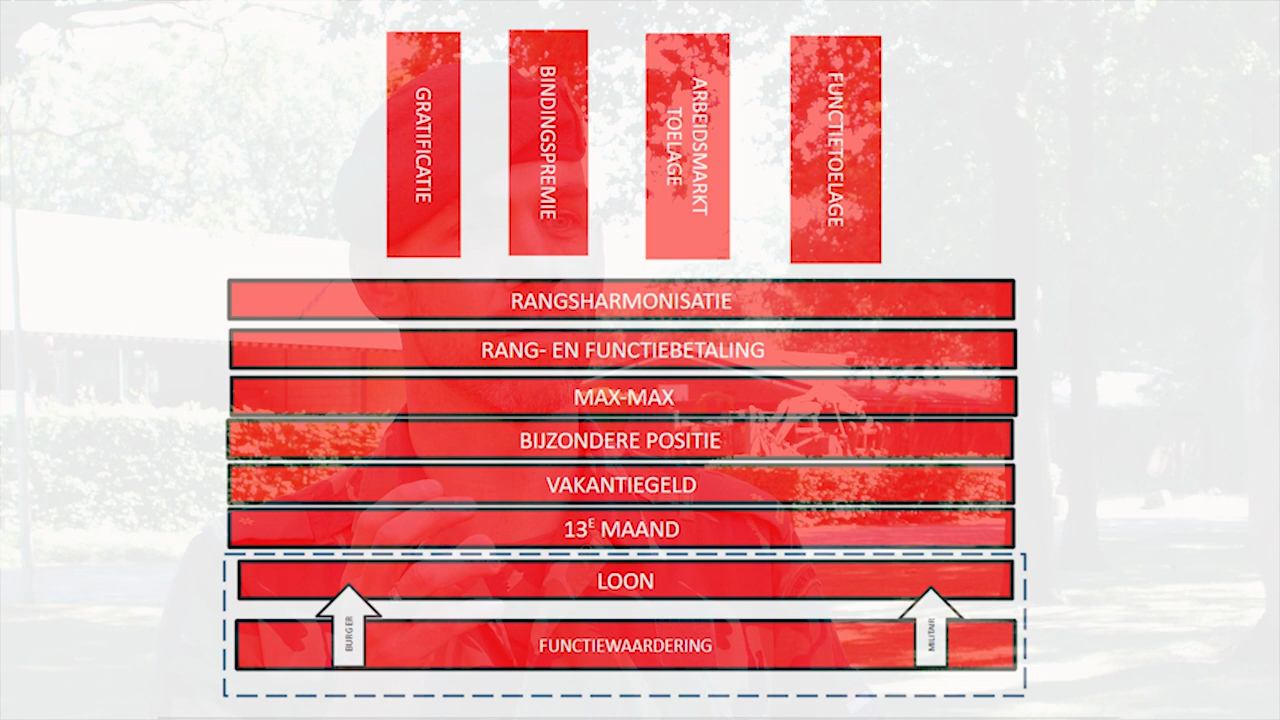 GRATIFICATIE
BINDINGSPREMIE
ARBEIDSMARKT
TOELAGE
FUNCTIETOELAGE
RANGSHARMONISATIE
RANG- EN FUNCTIEBETALING
MAX-MAX
BIJZONDERE POSITIE
VAKANTIEGELD
13E MAAND
LOON
BURGER
MILITAIR
FUNCTIEWAARDERING